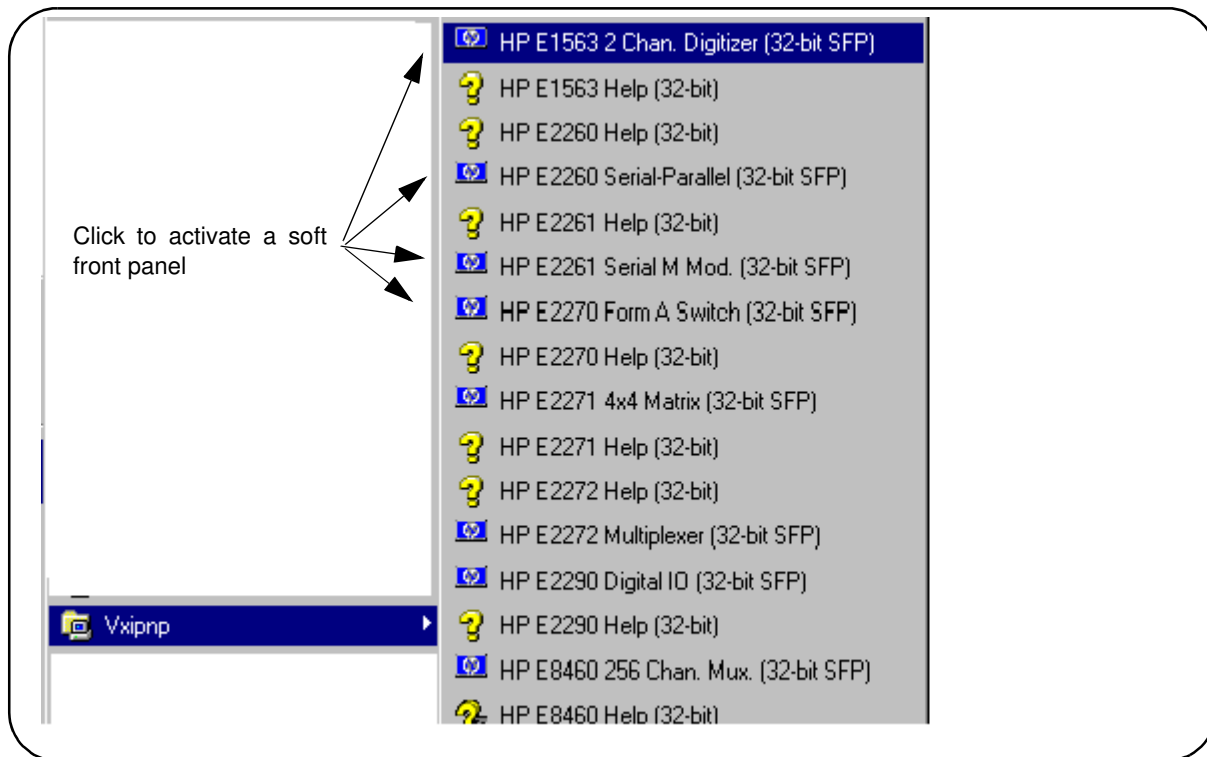 HP E1563 2 Chan. Digitizer (32-bit SFP)
HP E1563 Help (32-bit)
HP E2260 Help (32-bit)
HP E2260 Serial-Parallel (32-bit SFP)
HP E2261 Help (32-bit)
HP E2261 Serial M Mod. (32-bit SFP)
HP E2270 Form A Switch (32-bit SFP)
HP E2270 Help (32-bit)
HP E2271 4x4 Matrix (32-bit SFP)
HP E2271 Help (32-bit)
HP E2272 Help (32-bit)
HP E2272 Multiplexer (32-bit SFP)
HP E2290 Digital IO (32-bit SFP)
HP E2290 Help (32-bit)
HP E8460 256 Chan. Mux. (32-bit SFP)
HP E8460 Help (32-bit)
Click to activate a soft
front panel
Vxipnp